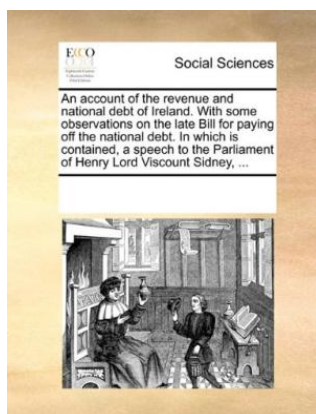 ECCO
Social Sciences
An account of the revenue and
national debt of Ireland. With some
observations on the late Bill for paying
off the national debt. In which is
contained, a speech to the Parliament
of Henry Lord Viscount Sidney, ...